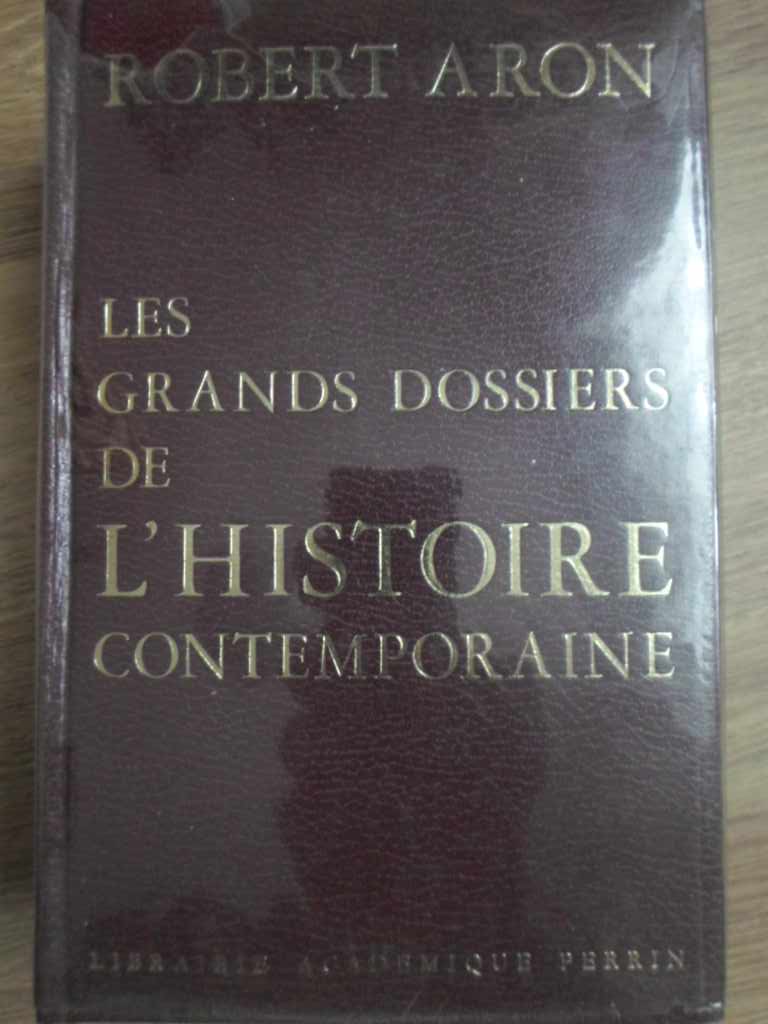 ROBERT ARON
LES
GRANDS DOSSIERS
DE
L'HISTOIRE
CONTEMPORAINE
LIBRAIRIE ACADÉMIQUE PERRIN